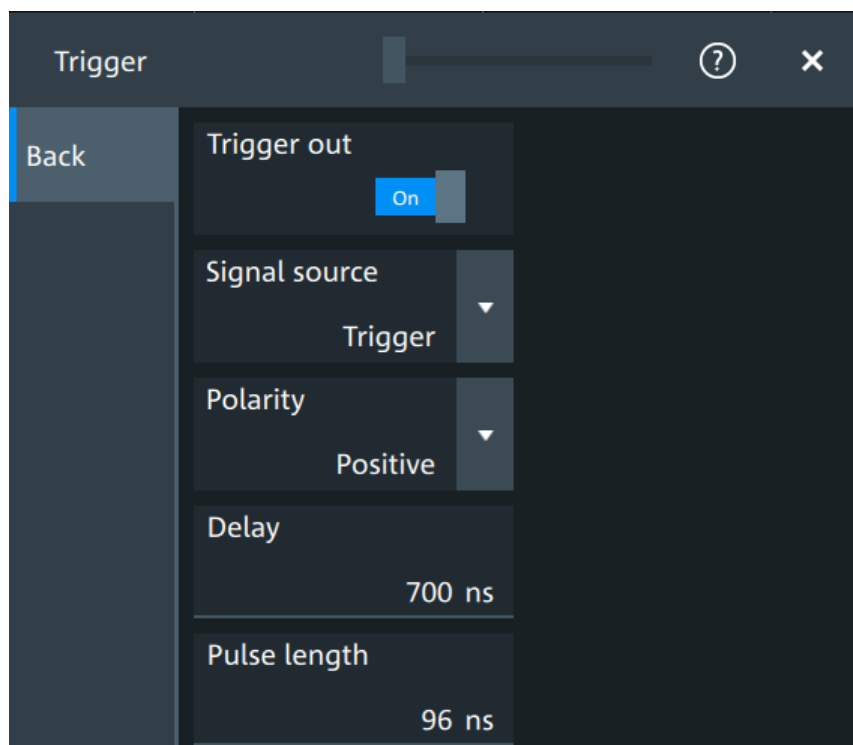 Trigger
?
Back
Trigger out
On
Signal source
Trigger
Polarity
Positive
Delay
700 ns
Pulse length
96 ns